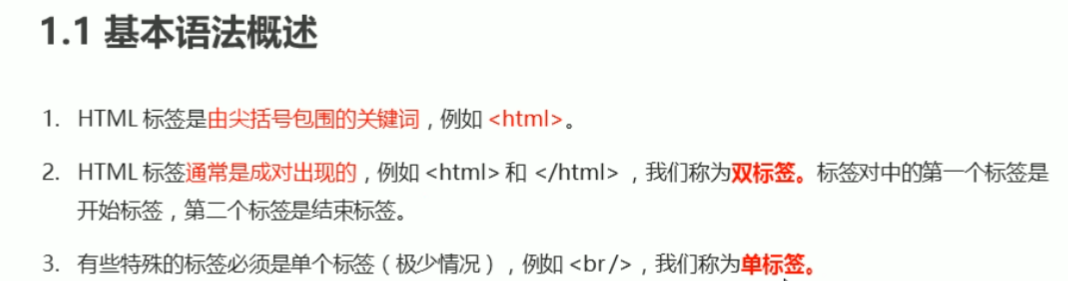 1.1 基本语法概述
1. HTML 标签是由尖括号包围的关键词，例如 <html>。
2. HTML 标签通常是成对出现的，例如 <html> 和 </html> ，我们称为双标签。标签对中的第一个标签是
开始标签，第二个标签是结束标签。
3. 有些特殊的标签必须是单个标签（极少情况），例如 <br />，我们称为单标签。